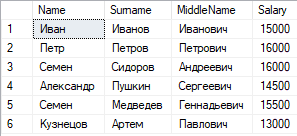 Name Surname MiddleName Salary
1 Иван Иванов Иванович 15000
2 Петр Петров Петрович 16000
3 Семен Сидоров Андреевич 16000
4 Александр Пушкин Сергеевич 14500
5 Семен Медведев Геннадьевич 15500
6 Кузнецов Артем Павлович 13000